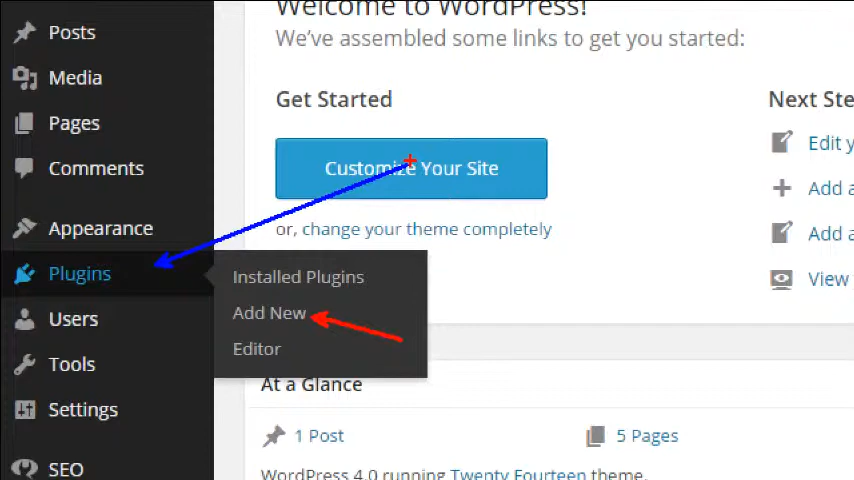 Welcome to WordPress!
We've assembled some links to get you started:
Posts
Media
Pages
Comments
Appearance
Plugins
Users
Tools
Settings
SEO
Installed Plugins
Add New
Editor
Get Started
Customize Your Site
or, change your theme completely
Next Ste
Edit y
Add a
Add a
View
At a Glance
1 Post
5 Pages
WordPress 4.0 running Twenty Fourteen theme.